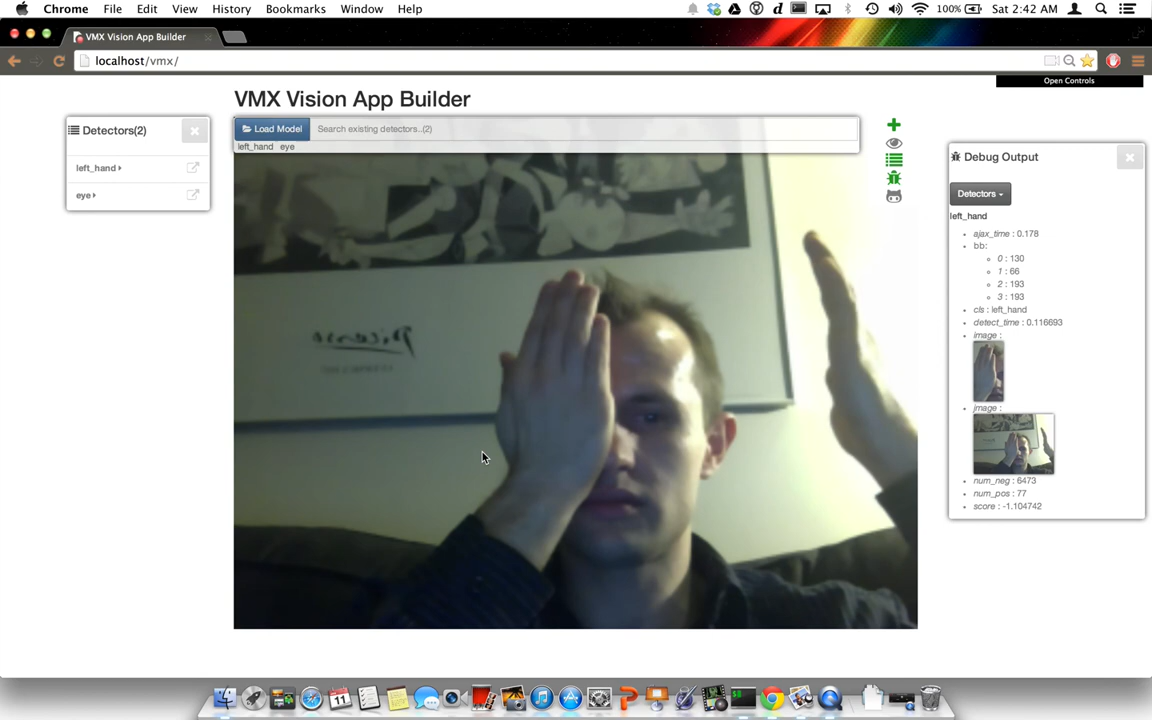 Chrome File Edit View History Bookmarks Window Help 100% Sat 2:42 AM
VMX Vision App Builder
localhost/vmx/
Open Controls
VMX Vision App Builder
Detectors(2)
left_hand
eye
Load Model Search existing detectors..(2)
left_hand eye
Debug Output
Detectors
left_hand
ajax_time : 0.178
bb:
0 : 130
1 : 66
2 : 193
3 : 193
cls : left_hand
detect_time : 0.116693
image :
image :
num_neg : 6473
num_pos : 77
score : -1.104742